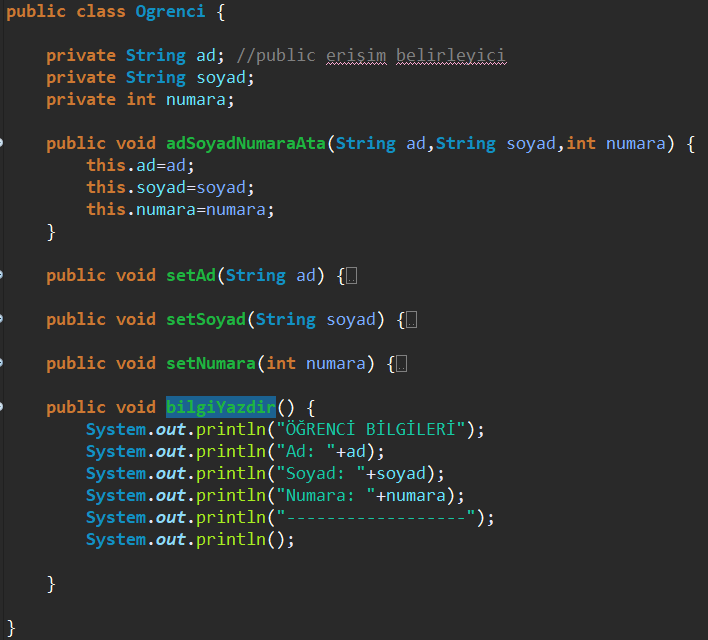 public class Ogrenci {
private String ad; //public erisim belirleyici
private String soyad;
private int numara;
public void adSoyadNumaraAta(String ad,String soyad,int numara) {
this.ad=ad;
this.soyad=soyad;
this.numara=numara;
}
public void setAd(String ad) {
public void setSoyad(String soyad) {
public void setNumara(int numara) {
public void bilgiYazdir() {
System.out.println("ÖĞRENCİ BİLGİLERİ");
System.out.println("Ad: "+ad);
System.out.println("Soyad: "+soyad);
System.out.println("Numara: "+numara);
System.out.println("------------------");
System.out.println();
}
}